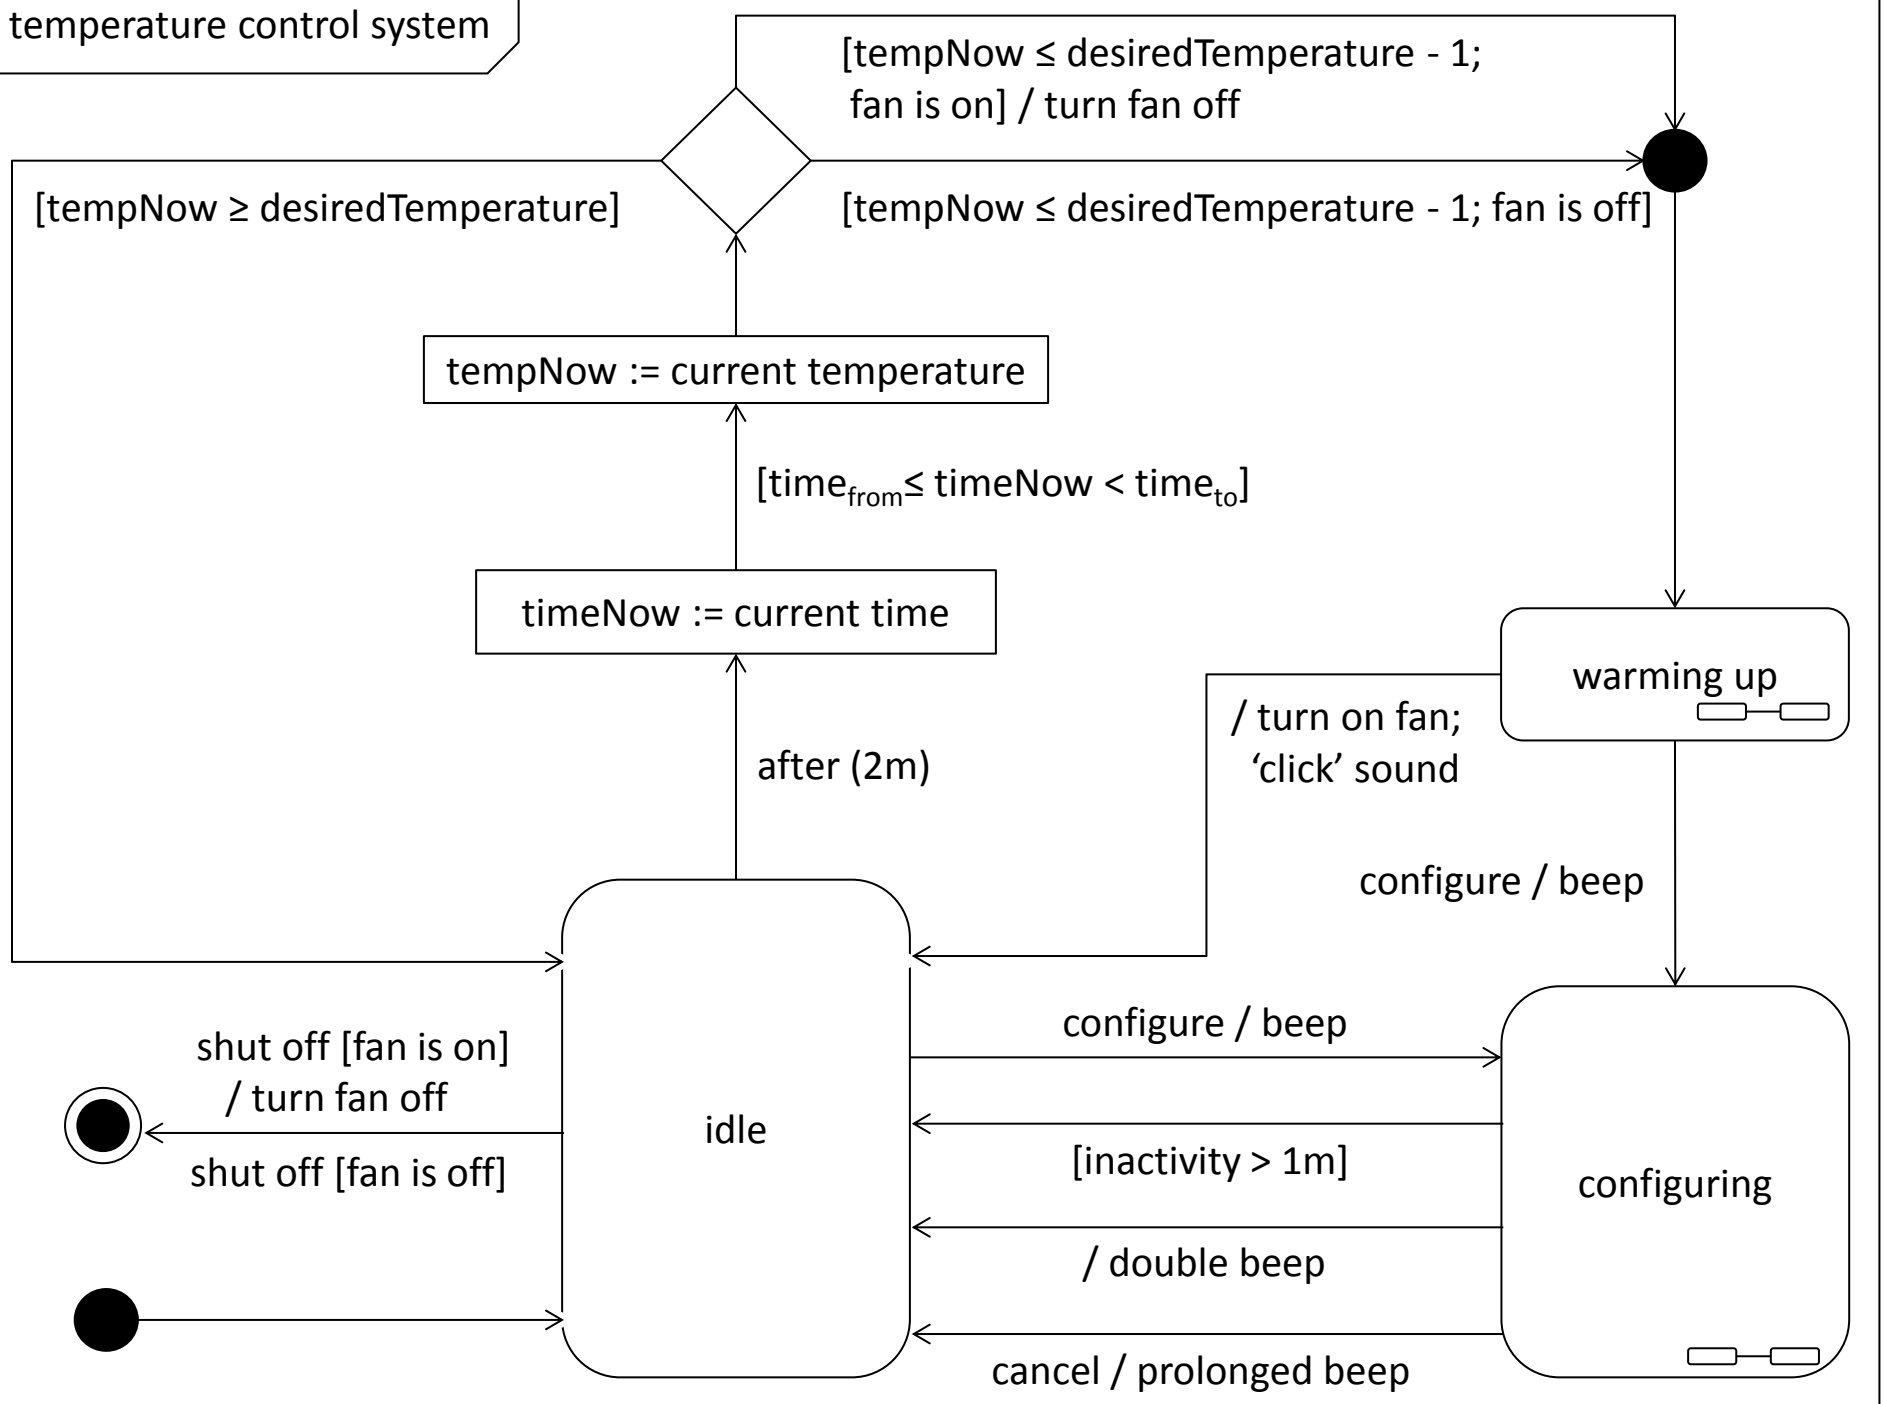 temperature control system
[tempNow ≤ desiredTemperature - 1;
fan is on] / turn fan off
[tempNow ≥ desiredTemperature]
[tempNow ≤ desiredTemperature - 1; fan is off]
tempNow := current temperature
[timefrom≤ timeNow < timeto]
timeNow := current time
warming up
/ turn on fan;
‘click’ sound
after (2m)
configure / beep
configure / beep
shut off [fan is on]
/ turn fan off
idle
shut off [fan is off]
[inactivity > 1m]
configuring
/ double beep
cancel / prolonged beep